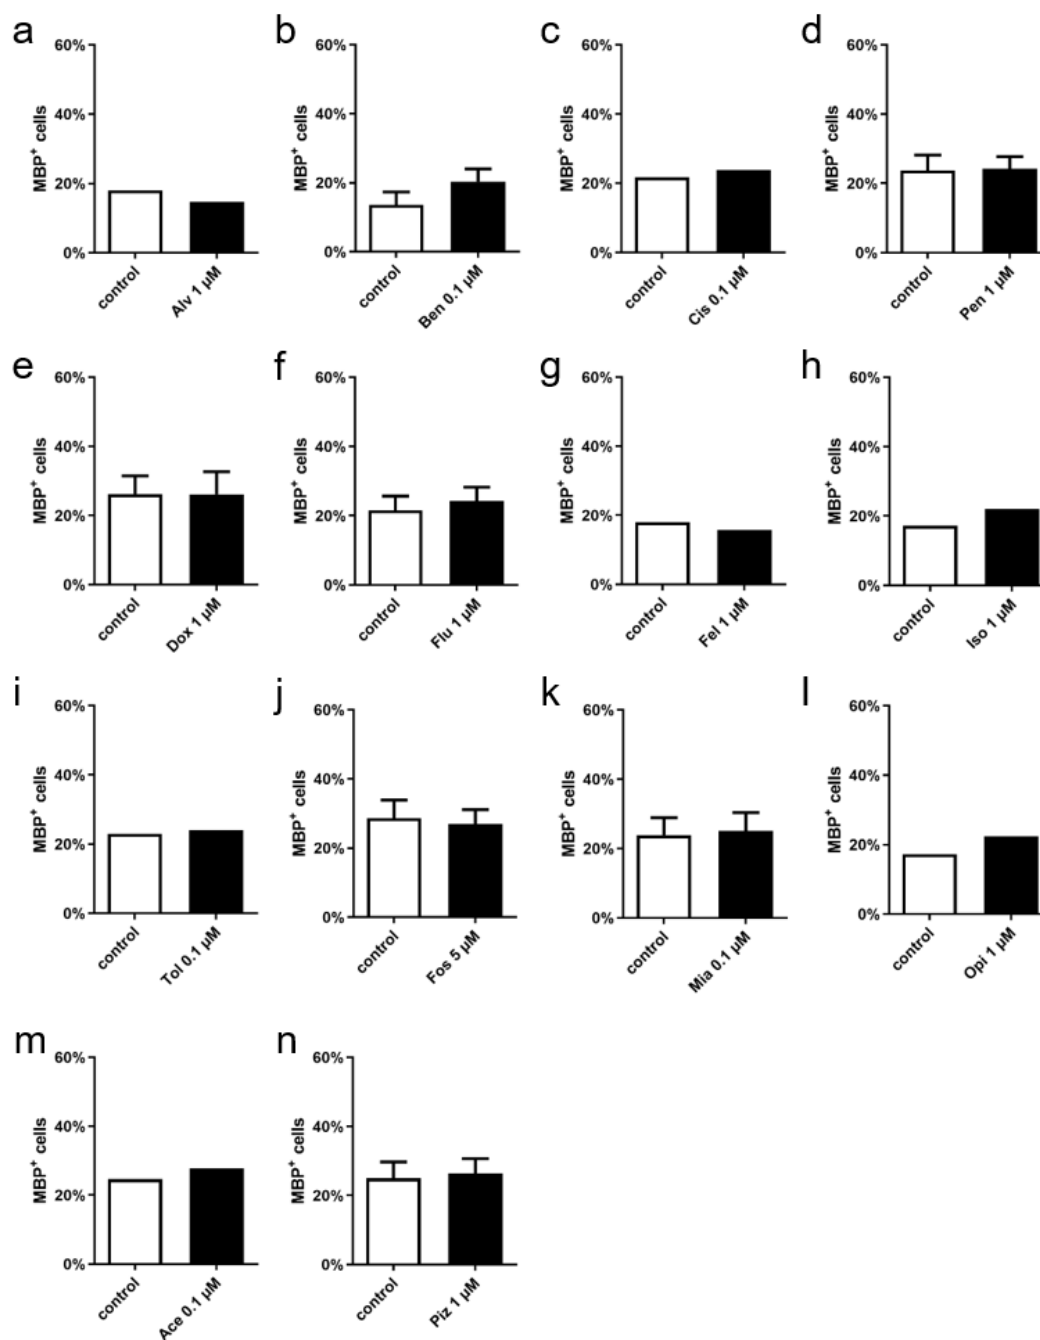 a
60%
40%
20%
0%
MBP⁺ cells
control
Alv 1 µM
b
60%
40%
20%
0%
MBP⁺ cells
control
Ben 0.1 µM
c
60%
40%
20%
0%
MBP⁺ cells
control
Cis 0.1 µM
d
60%
40%
20%
0%
MBP⁺ cells
control
Pen 1 µM
e
60%
40%
20%
0%
MBP⁺ cells
control
Dox 1 µM
f
60%
40%
20%
0%
MBP⁺ cells
control
Flu 1 µM
g
60%
40%
20%
0%
MBP⁺ cells
control
Fel 1 µM
h
60%
40%
20%
0%
MBP⁺ cells
control
Iso 1 µM
i
60%
40%
20%
0%
MBP⁺ cells
control
Tol 0.1 µM
j
60%
40%
20%
0%
MBP⁺ cells
control
Fos 5 µM
k
60%
40%
20%
0%
MBP⁺ cells
control
Mia 0.1 µM
l
60%
40%
20%
0%
MBP⁺ cells
control
Opi 1 µM
m
60%
40%
20%
0%
MBP⁺ cells
control
Ace 0.1 µM
n
60%
40%
20%
0%
MBP⁺ cells
control
Piz 1 µM